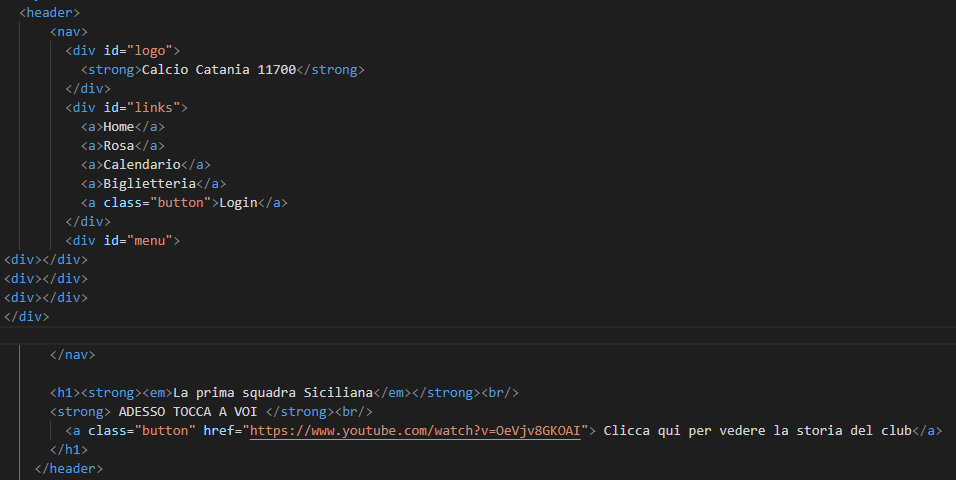 <header>
<nav>
<div id="logo">
<strong>Calcio Catania 11700</strong>
</div>
<div id="links">
<a>Home</a>
<a>Rosa</a>
<a>Calendario</a>
<a>Biglietteria</a>
<a class="button">Login</a>
</div>
<div id="menu">
<div></div>
<div></div>
<div></div>
</div>
</nav>
<h1><strong><em>La prima squadra Siciliana</em></strong><br/>
<strong> ADESSO TOCCA A VOI </strong><br/>
<a class="button" href="https://www.youtube.com/watch?v=OeVjv8GKOAI"> Clicca qui per vedere la storia del club</a>
</h1>
</header>